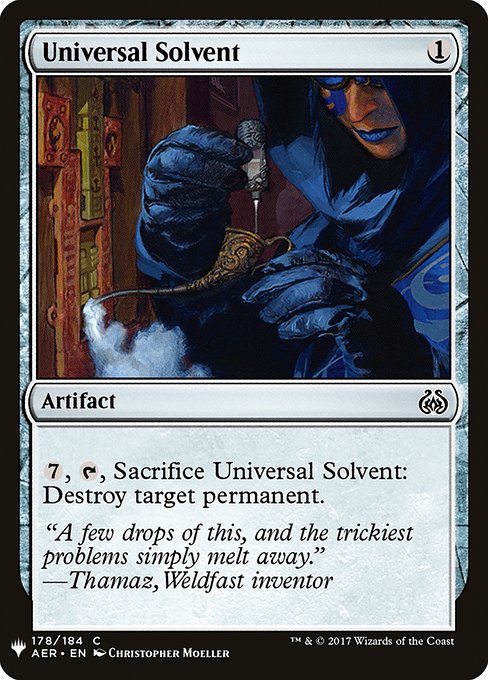 Universal Solvent 1
Artifact
7, T, Sacrifice Universal Solvent:
Destroy target permanent.
“A few drops of this, and the trickiest
problems simply melt away.”
—Thamaz, Weldfast inventor
178/184 C
AER • EN Christopher Moeller
™ & © 2017 Wizards of the Coast